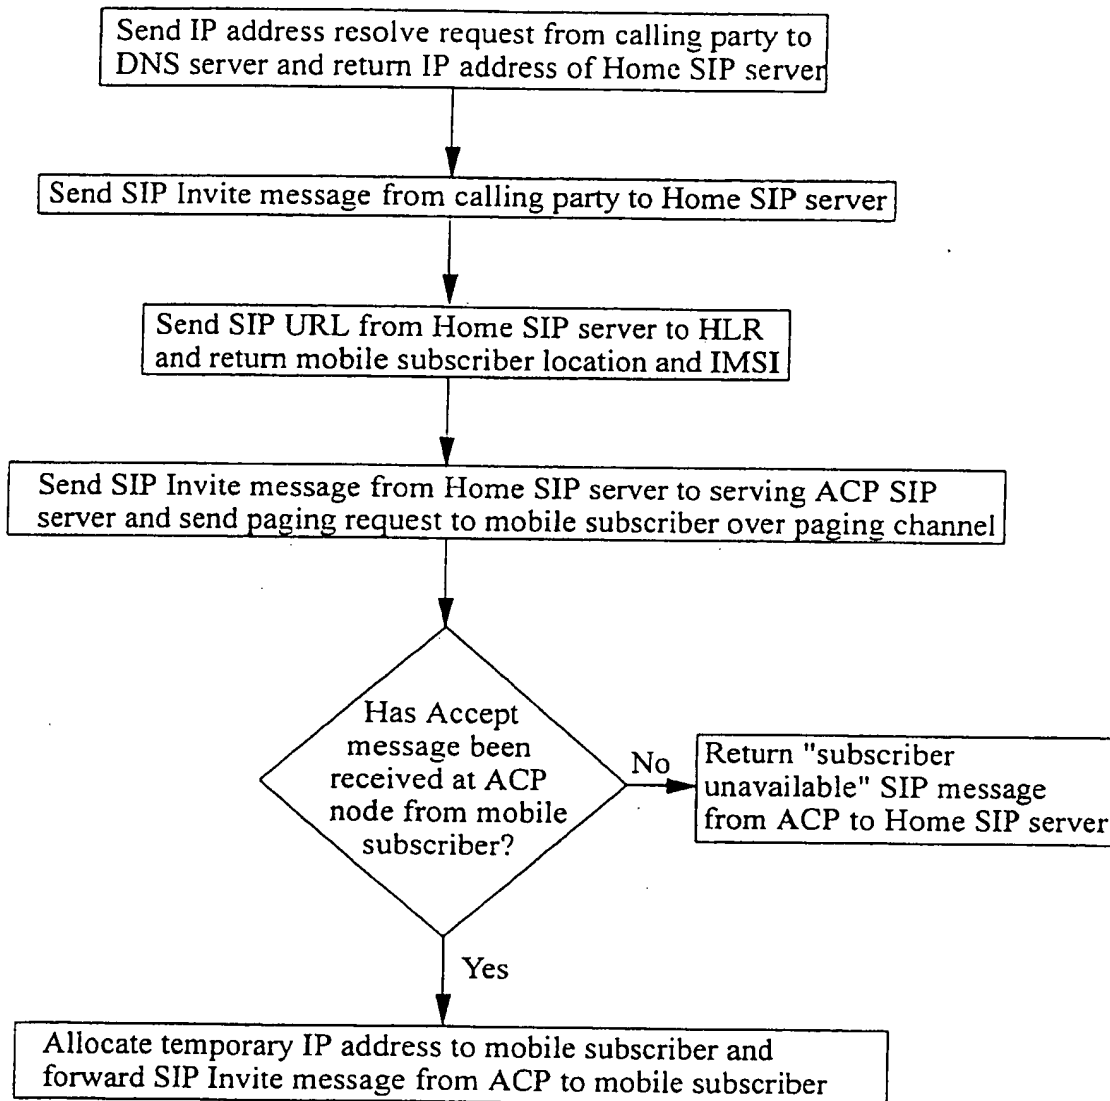 Send IP address resolve request from calling party to
DNS server and return IP address of Home SIP server
Send SIP Invite message from calling party to Home SIP server
Send SIP URL from Home SIP server to HLR
and return mobile subscriber location and IMSI
Send SIP Invite message from Home SIP server to serving ACP SIP
server and send paging request to mobile subscriber over paging channel
Has Accept
message been
received at ACP
node from mobile
subscriber?
No
Return "subscriber
unavailable" SIP message
from ACP to Home SIP server
Yes
Allocate temporary IP address to mobile subscriber and
forward SIP Invite message from ACP to mobile subscriber